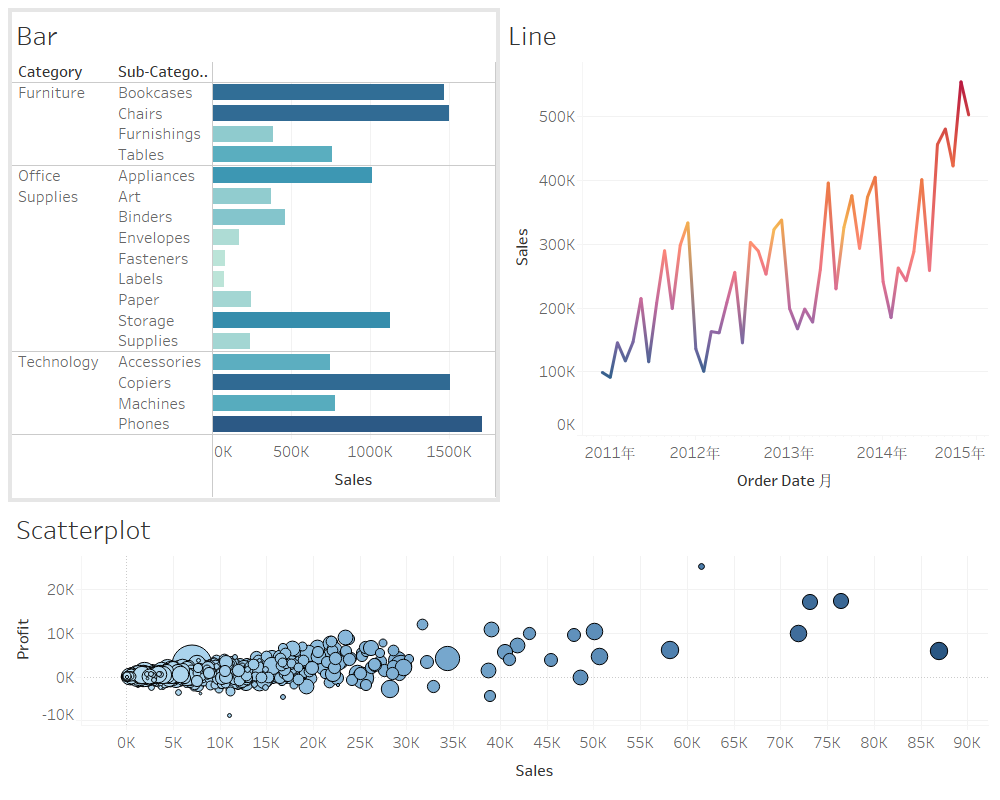 Bar
Category Sub-Catego..
Furniture Bookcases
Chairs
Furnishings
Tables
Office Appliances
Supplies Art
Binders
Envelopes
Fasteners
Labels
Paper
Storage
Supplies
Technology Accessories
Copiers
Machines
Phones
0K 500K 1000K 1500K
Sales
Line
500K
400K
300K
200K
100K
0K
Sales
2011年 2012年 2013年 2014年 2015年
Order Date 月
Scatterplot
20K
10K
0K
-10K
Profit
0K 5K 10K 15K 20K 25K 30K 35K 40K 45K 50K 55K 60K 65K 70K 75K 80K 85K 90K
Sales